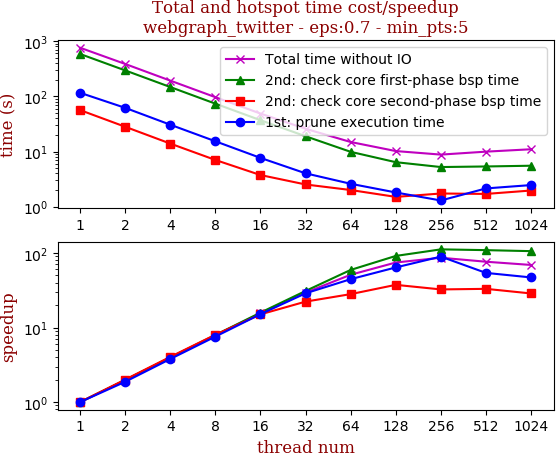 Total and hotspot time cost/speedup
webgraph_twitter - eps:0.7 - min_pts:5
time (s)
10³
10²
10¹
10⁰
Total time without IO
2nd: check core first-phase bsp time
2nd: check core second-phase bsp time
1st: prune execution time
1 2 4 8 16 32 64 128 256 512 1024
speedup
10²
10¹
10⁰
1 2 4 8 16 32 64 128 256 512 1024
thread num